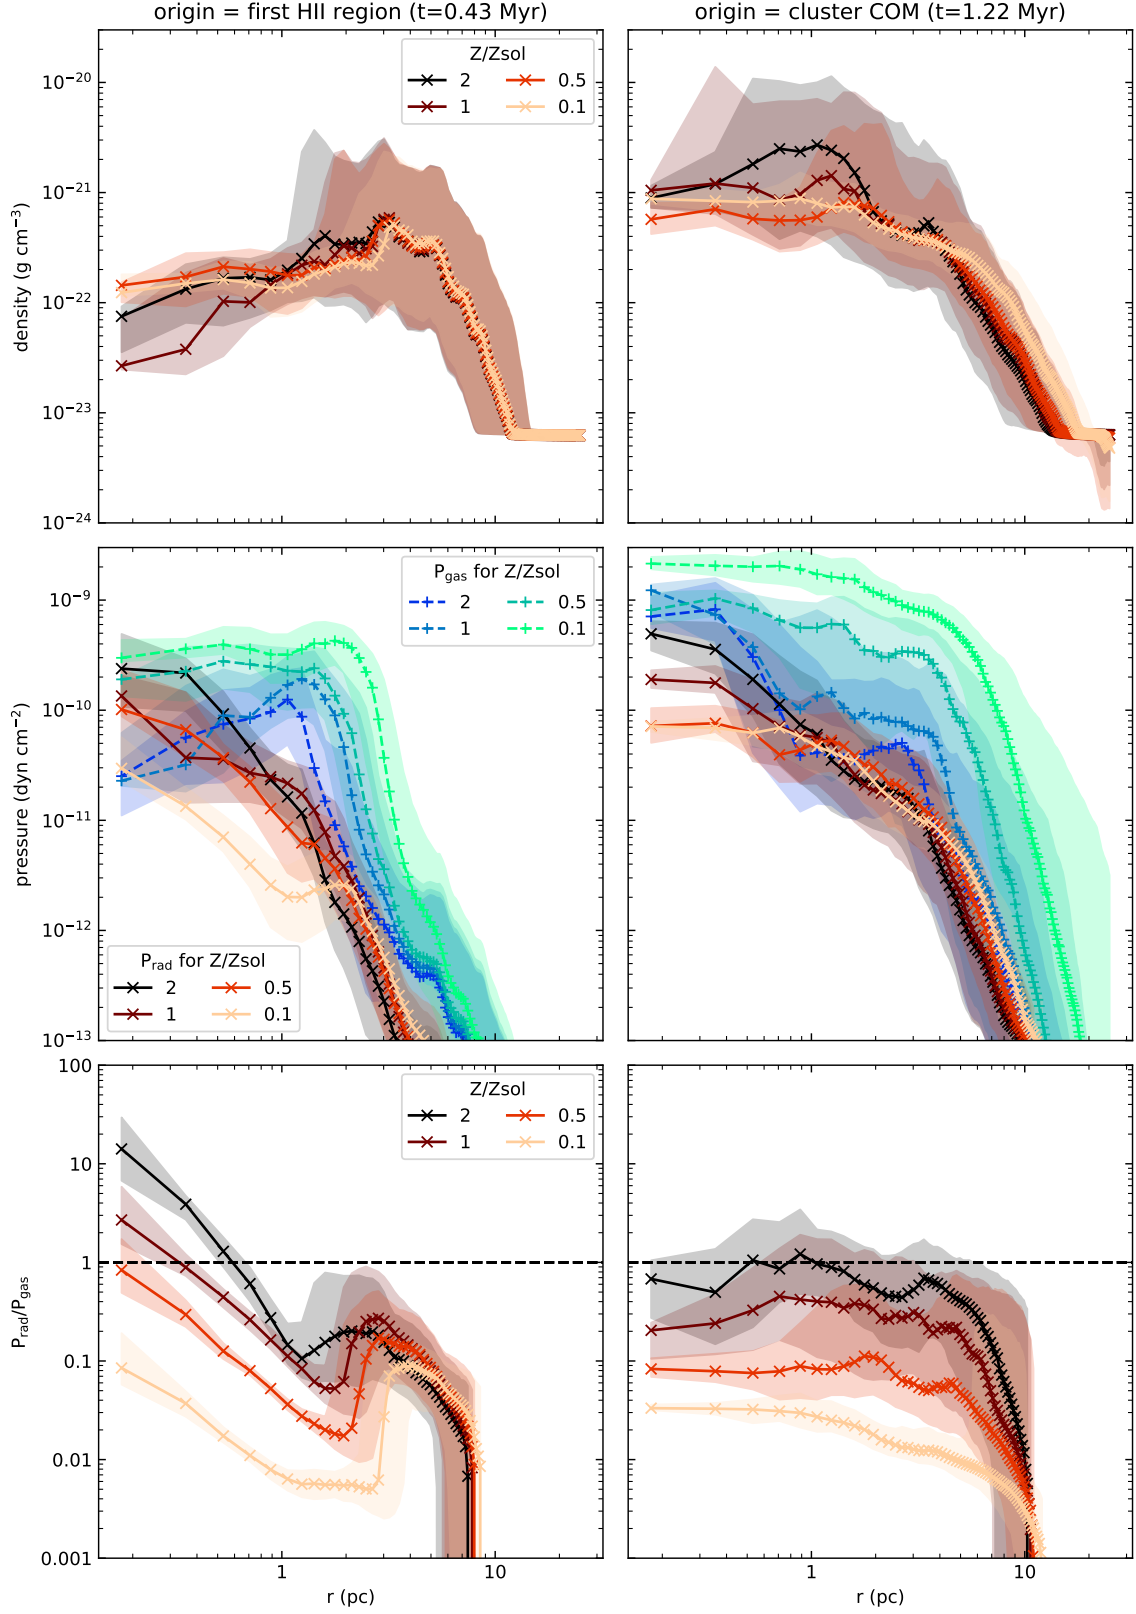 origin = first HII region (t=0.43 Myr)
origin = cluster COM (t=1.22 Myr)
Z/Zsol
2 0.5
1 0.1
10⁻²⁰
10⁻²¹
10⁻²²
10⁻²³
10⁻²⁴
density (g cm⁻³)
P_gas for Z/Zsol
2 0.5
1 0.1
10⁻⁹
10⁻¹⁰
10⁻¹¹
10⁻¹²
10⁻¹³
pressure (dyn cm⁻²)
P_rad for Z/Zsol
2 0.5
1 0.1
Z/Zsol
2 0.5
1 0.1
100
10
1
0.1
0.01
0.001
P_rad/P_gas
1 10
1 10
r (pc)
r (pc)